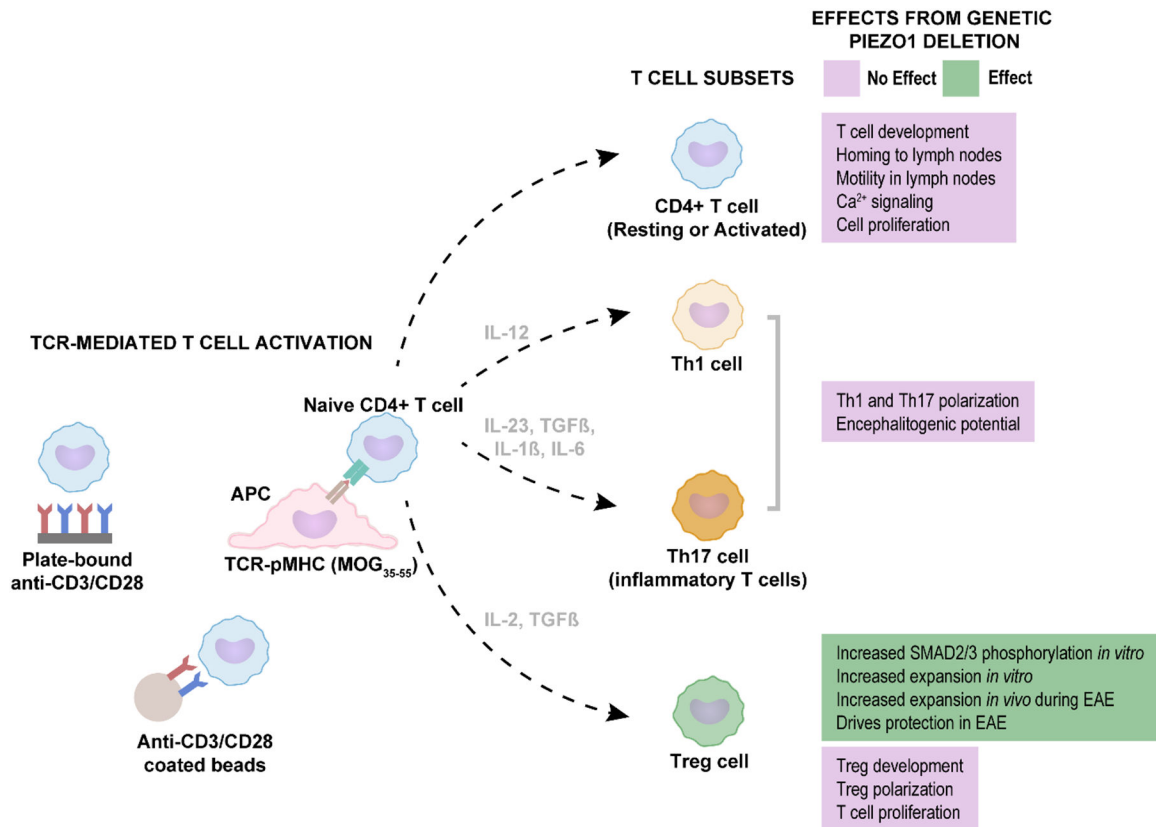 EFFECTS FROM GENETIC
PIEZO1 DELETION
T CELL SUBSETS
No Effect
Effect
T cell development
Homing to lymph nodes
Motility in lymph nodes
Ca²⁺ signaling
Cell proliferation
CD4+ T cell
(Resting or Activated)
TCR-MEDIATED T CELL ACTIVATION
IL-12
Th1 cell
Naive CD4+ T cell
IL-23, TGFß,
IL-1ß, IL-6
Th1 and Th17 polarization
Encephalitogenic potential
APC
TCR-pMHC (MOG₃₅₋₅₅)
Plate-bound
anti-CD3/CD28
Th17 cell
(inflammatory T cells)
IL-2, TGFß
Increased SMAD2/3 phosphorylation in vitro
Increased expansion in vitro
Increased expansion in vivo during EAE
Drives protection in EAE
Anti-CD3/CD28
coated beads
Treg cell
Treg development
Treg polarization
T cell proliferation